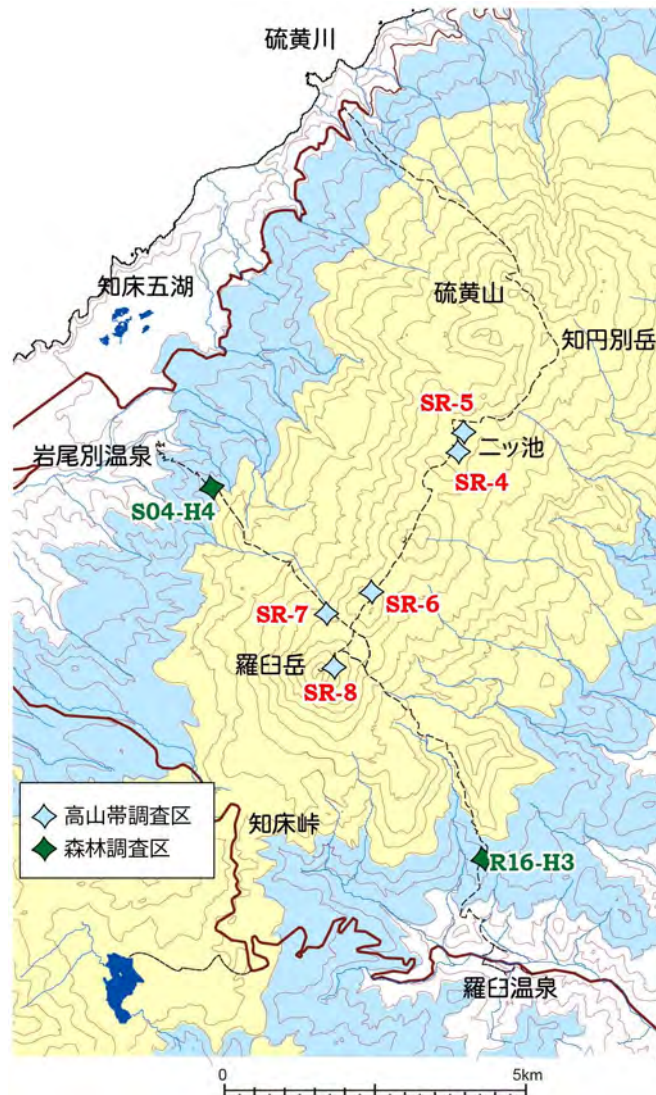 硫黄川
知床五湖
硫黄山
知円別岳
SR-5
二ッ池
岩尾別温泉
SR-4
S04-H4
SR-6
SR-7
羅臼岳
SR-8
高山帯調査区
知床峠
森林調査区
R16-H3
羅臼温泉
0 5km